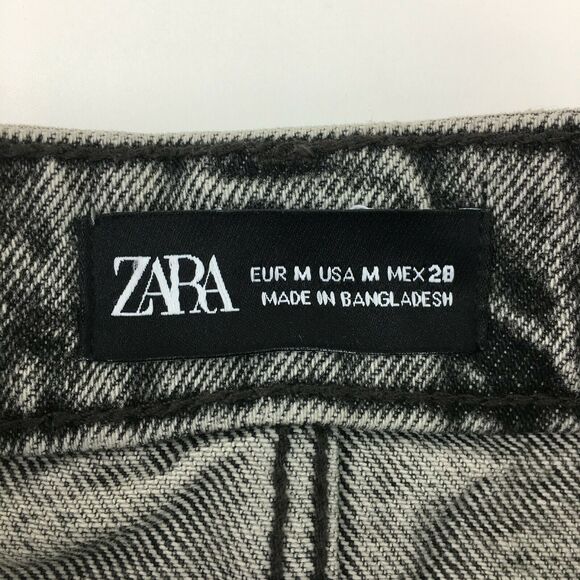 ZARA
EUR M USA M MEX 28
MADE IN BANGLADESH